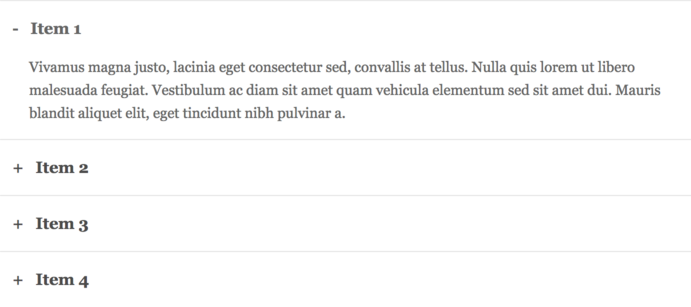 - Item 1
Vivamus magna justo, lacinia eget consectetur sed, convallis at tellus. Nulla quis lorem ut libero
malesuada feugiat. Vestibulum ac diam sit amet quam vehicula elementum sed sit amet dui. Mauris
blandit aliquet elit, eget tincidunt nibh pulvinar a.
+ Item 2
+ Item 3
+ Item 4